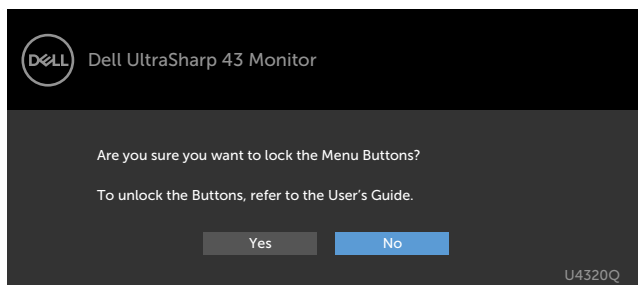 DELL
Dell UltraSharp 43 Monitor
Are you sure you want to lock the Menu Buttons?
To unlock the Buttons, refer to the User's Guide.
Yes No
U4320Q